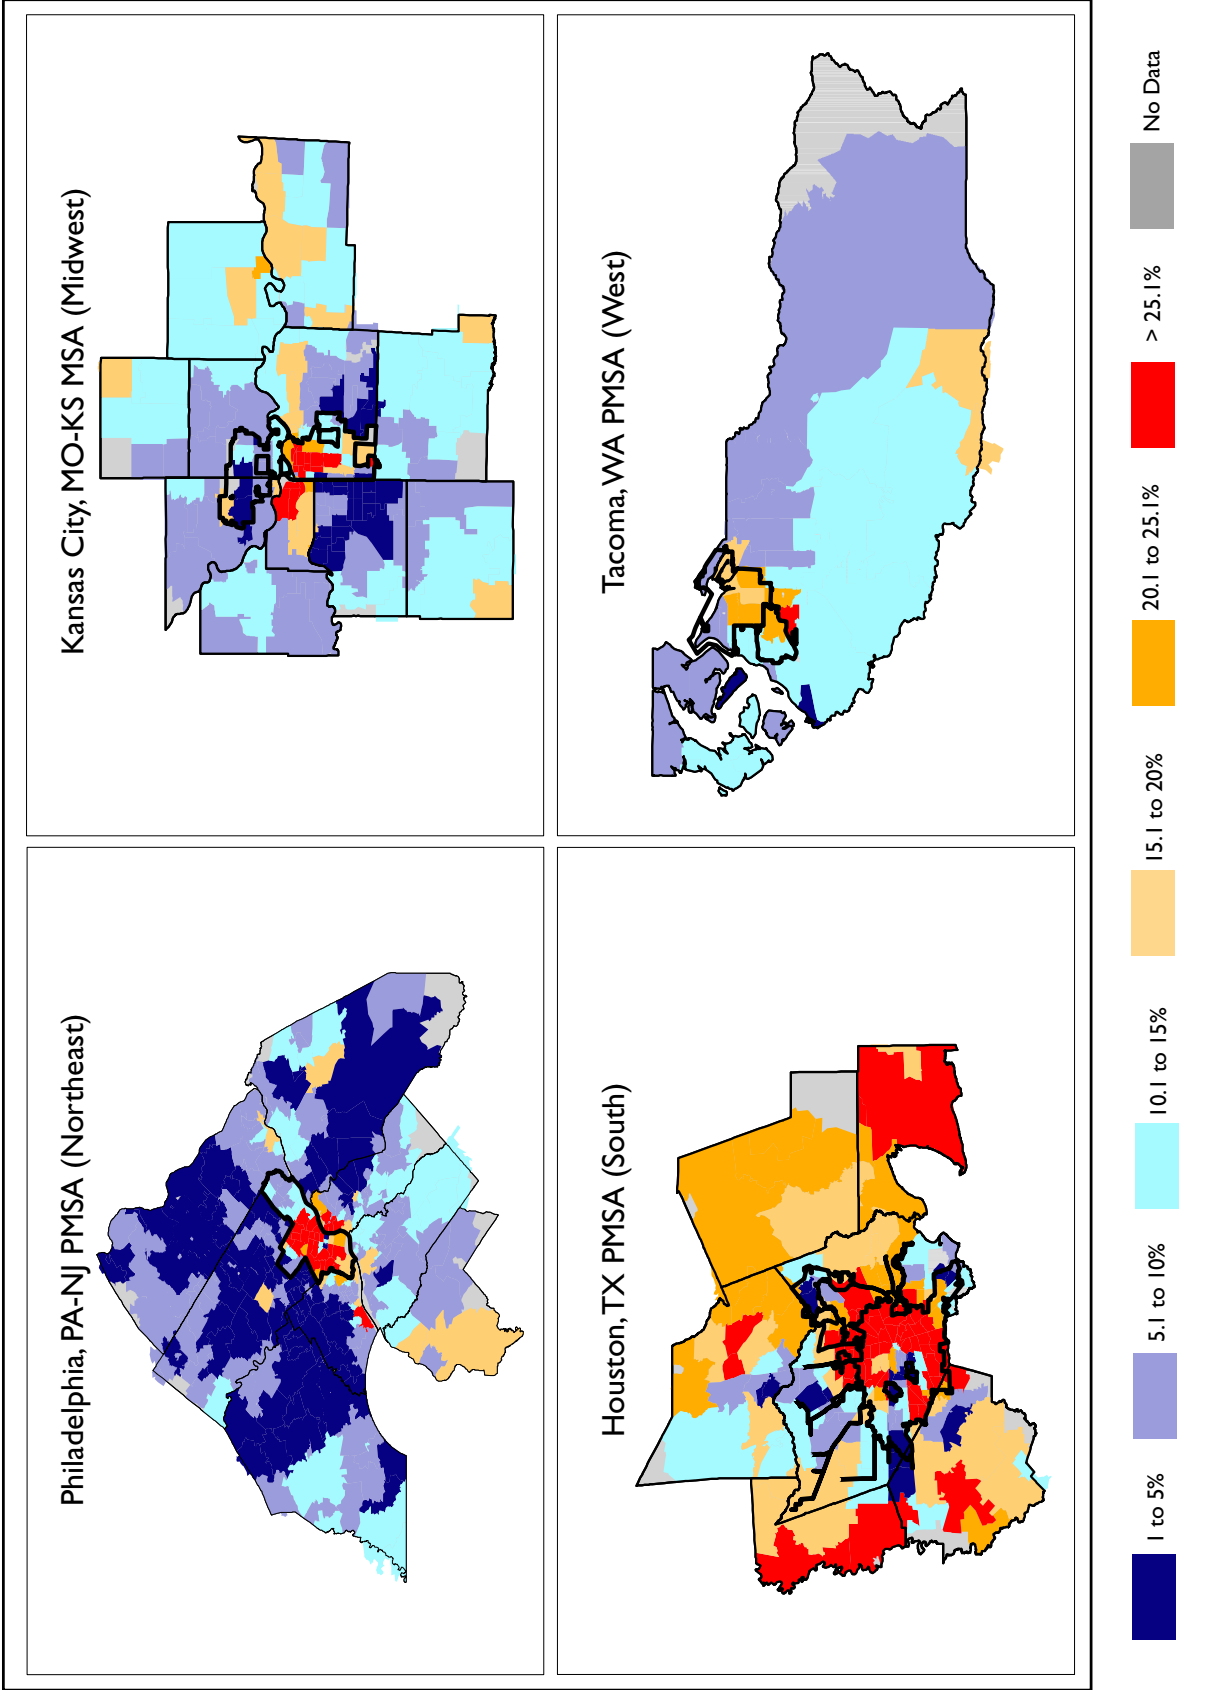 Philadelphia, PA-NJ PMSA (Northeast)
Kansas City, MO-KS MSA (Midwest)
Houston, TX PMSA (South)
Tacoma, WA PMSA (West)
1 to 5%
5.1 to 10%
10.1 to 15%
15.1 to 20%
20.1 to 25.1%
> 25.1%
No Data